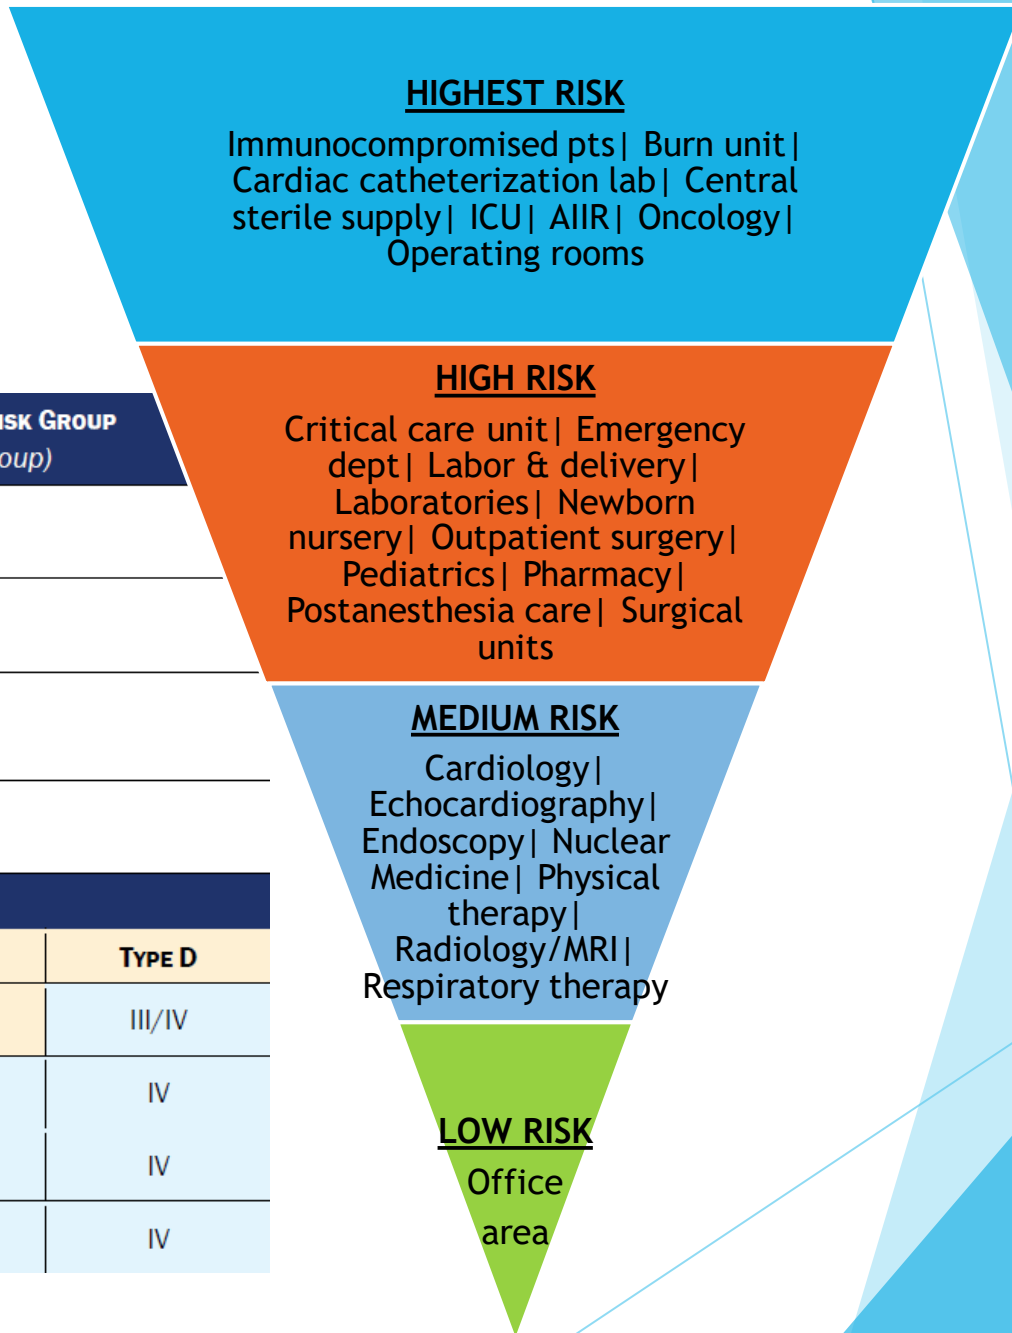 HIGHEST RISK
Immunocompromised pts| Burn unit|
Cardiac catheterization lab| Central
sterile supply| ICU| AIIR| Oncology|
Operating rooms
HIGH RISK
Critical care unit| Emergency
dept| Labor & delivery|
Laboratories| Newborn
nursery| Outpatient surgery|
Pediatrics| Pharmacy|
Postanesthesia care| Surgical
units
MEDIUM RISK
Cardiology|
Echocardiography|
Endoscopy| Nuclear
Medicine| Physical
therapy|
Radiology/MRI|
Respiratory therapy
LOW RISK
Office
area
GROUP
TYPE D
III/IV
IV
IV
IV